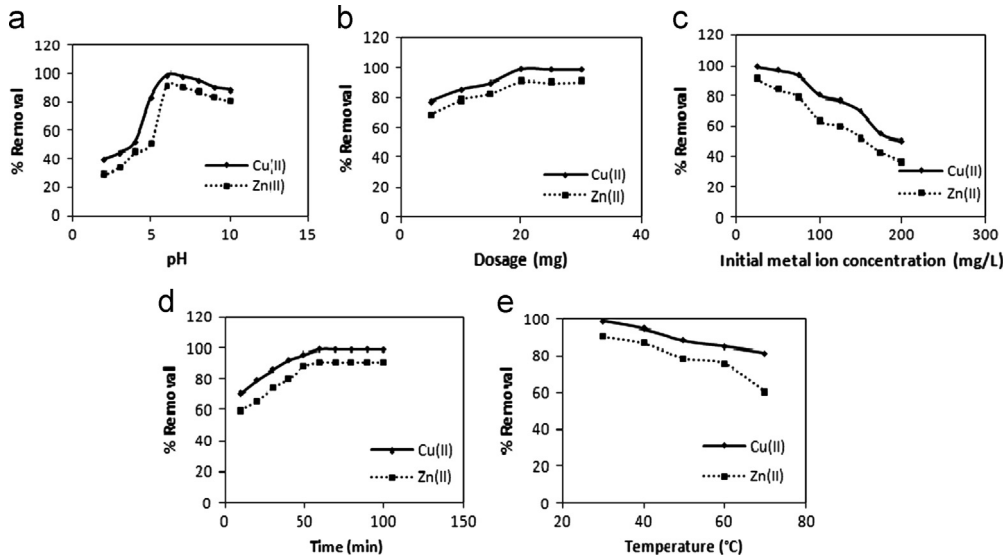 a
120
100
80
60
40
20
0
% Removal
0 5 10 15
pH
Cu(II)
Zn(II)
b
120
100
80
60
40
20
0
% Removal
0 20 40
Dosage (mg)
Cu(II)
Zn(II)
c
120
100
80
60
40
20
0
% Removal
0 100 200 300
Initial metal ion concentration (mg/L)
Cu(II)
Zn(II)
d
120
100
80
60
40
20
0
% Removal
0 50 100 150
Time (min)
Cu(II)
Zn(II)
e
100
80
60
40
20
0
% Removal
20 40 60 80
Temperature (°C)
Cu(II)
Zn(II)